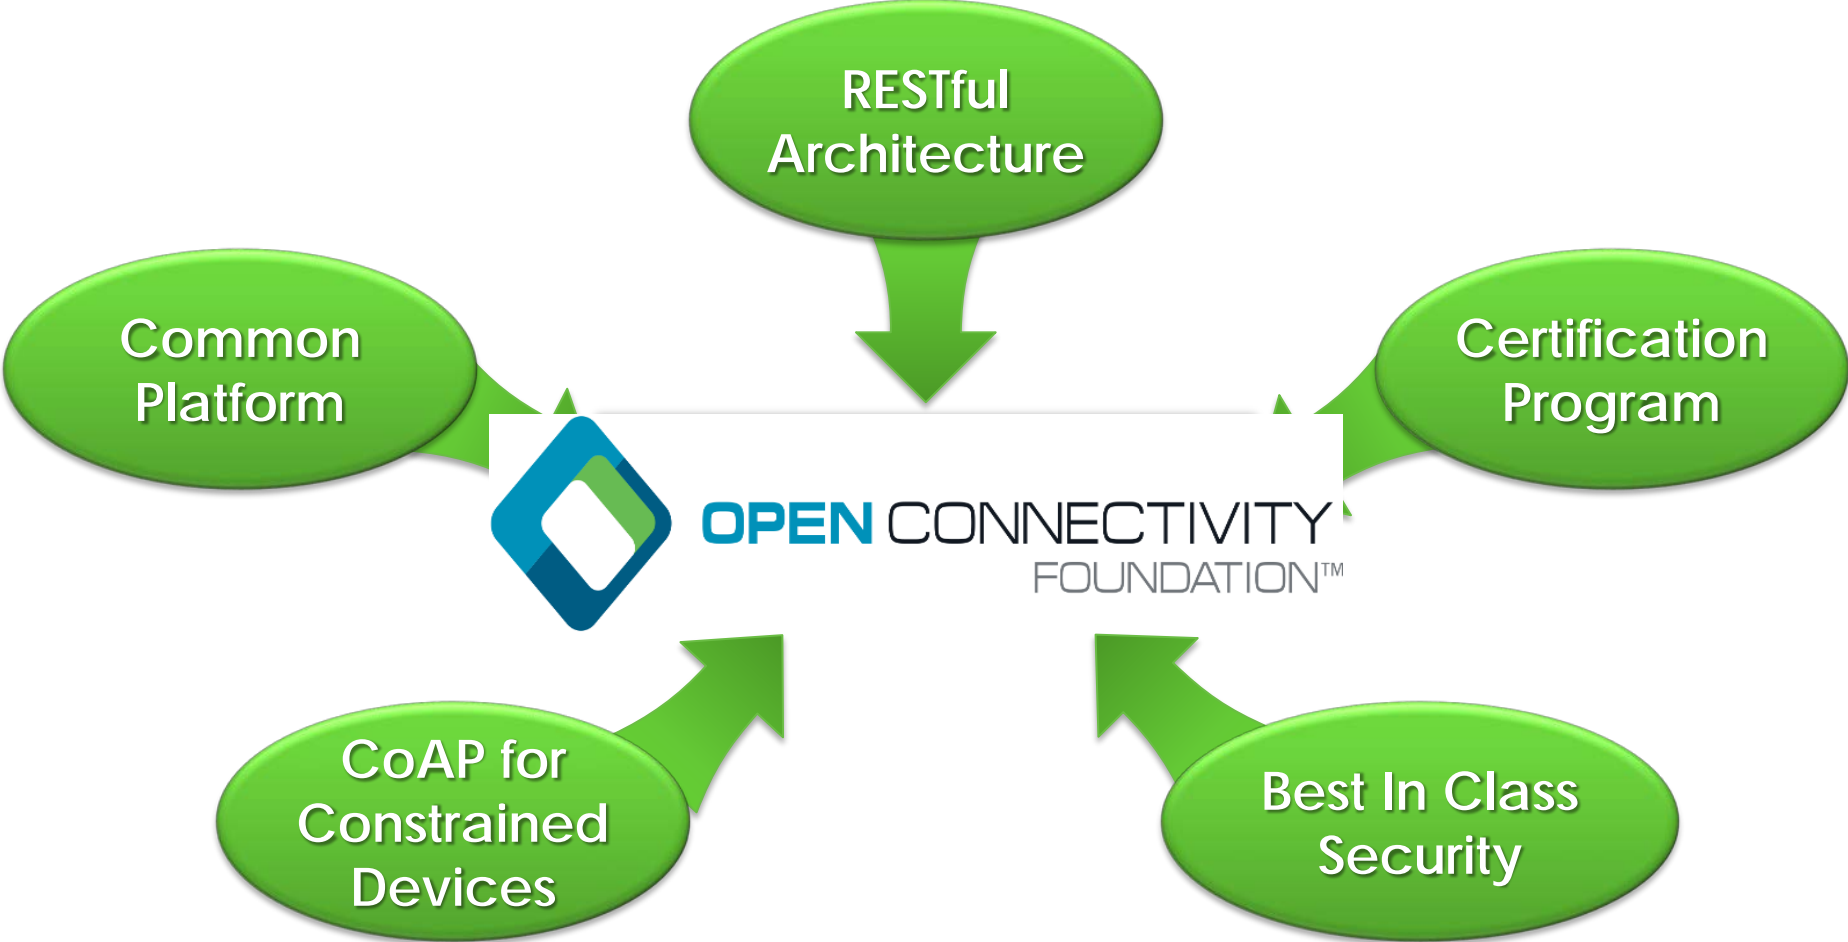 RESTful
Architecture
Common
Platform
Certification
Program
OPEN CONNECTIVITY
FOUNDATION™
CoAP for
Constrained
Devices
Best In Class
Security